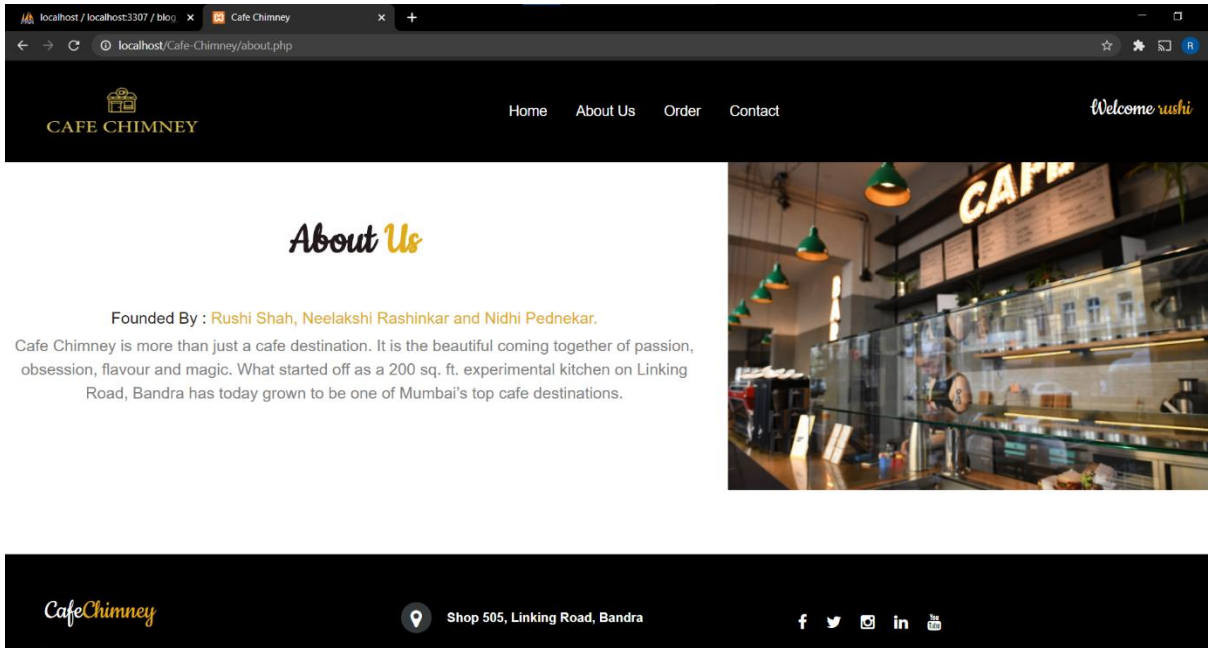 localhost / localhost:3307 / blog
Cafe Chimney
localhost/Cafe-Chimney/about.php
R
CAFE CHIMNEY
Home About Us Order Contact
Welcome rushi
About Us
Founded By : Rushi Shah, Neelakshi Rashinkar and Nidhi Pednekar.
Cafe Chimney is more than just a cafe destination. It is the beautiful coming together of passion,
obsession, flavour and magic. What started off as a 200 sq. ft. experimental kitchen on Linking
Road, Bandra has today grown to be one of Mumbai's top cafe destinations.
CAFE
BAR
CafeChimney
Shop 505, Linking Road, Bandra
f in You Tube